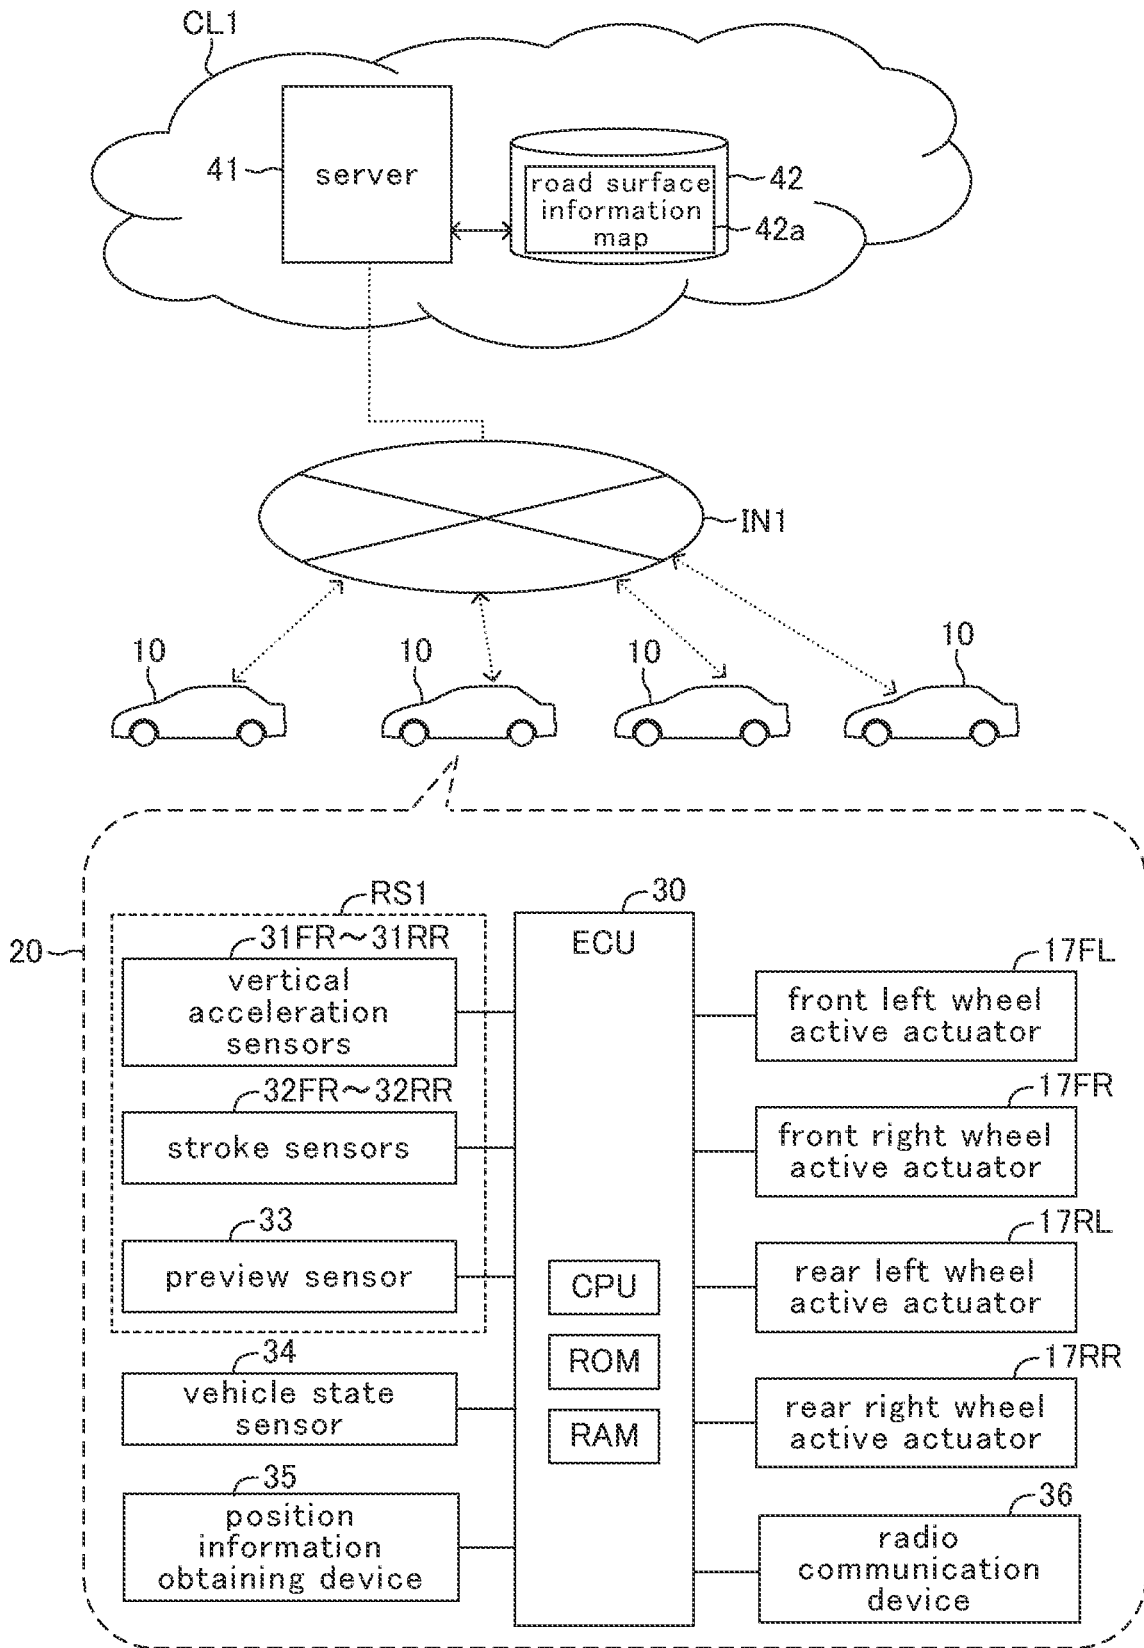 CL1
41
server
road surface
information
map
42
42a
IN1
10
10
10
10
20
RS1
31FR～31RR
vertical
acceleration
sensors
32FR～32RR
stroke sensors
33
preview sensor
34
vehicle state
sensor
35
position
information
obtaining device
30
ECU
CPU
ROM
RAM
17FL
front left wheel
active actuator
17FR
front right wheel
active actuator
17RL
rear left wheel
active actuator
17RR
rear right wheel
active actuator
36
radio
communication
device